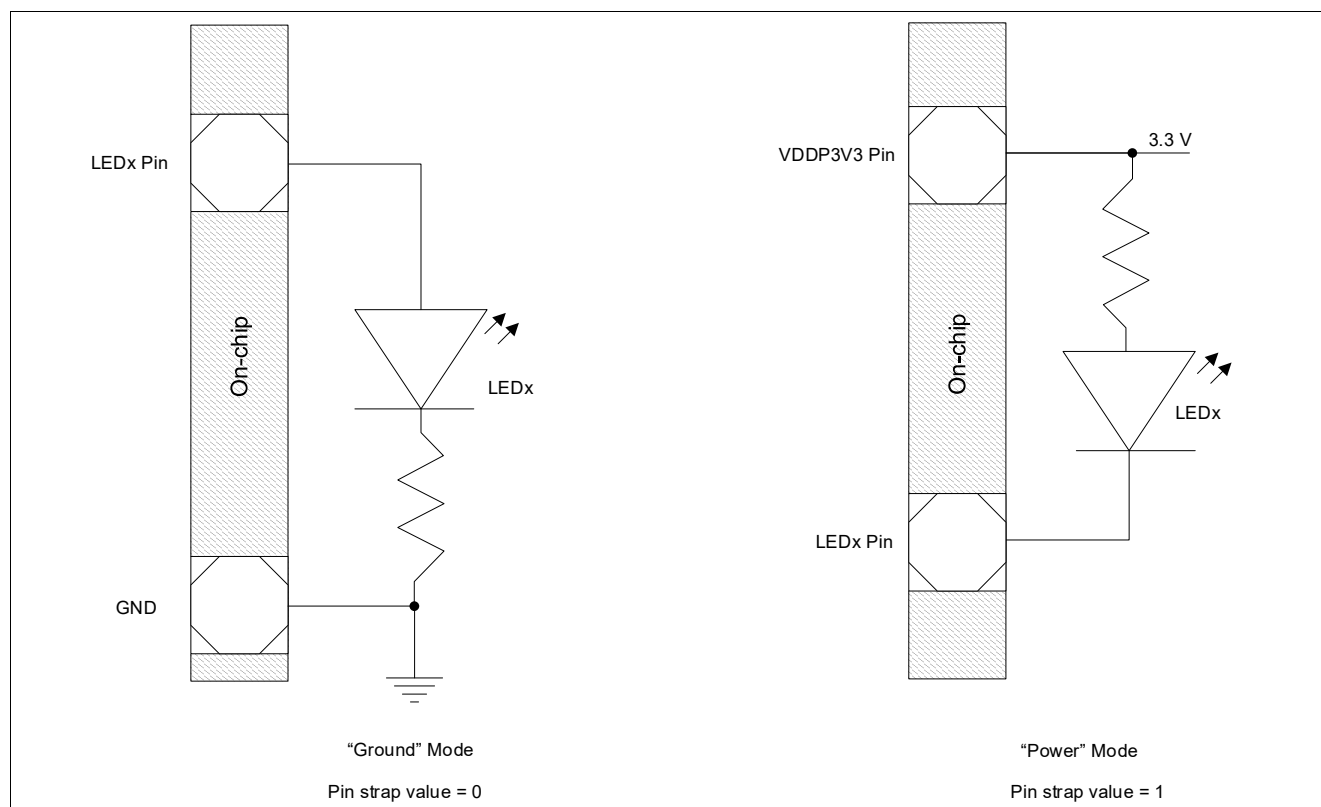 LEDx Pin
On-chip
LEDx
GND
“Ground” Mode
Pin strap value = 0
VDDP3V3 Pin
3.3 V
On-chip
LEDx
LEDx Pin
“Power” Mode
Pin strap value = 1